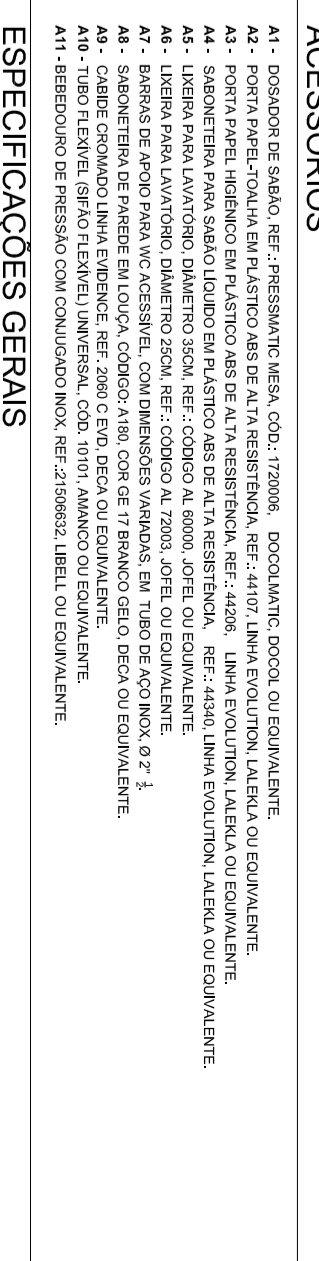 ACESSÓRIOS
A1 - DOSADOR DE SABÃO, REF.: PRESSMATIC MESA, CÓD.: 1720006, DOCOLMATIC, DOCOL OU EQUIVALENTE.
A2 - PORTA PAPEL-TOALHA EM PLÁSTICO ABS DE ALTA RESISTÊNCIA, REF.: 44107, LINHA EVOLUTION, LALEKLA OU EQUIVALENTE.
A3 - PORTA PAPEL HIGIÊNICO EM PLÁSTICO ABS DE ALTA RESISTÊNCIA, REF.: 44206, LINHA EVOLUTION, LALEKLA OU EQUIVALENTE.
A4 - SABONETEIRA PARA SABÃO LÍQUIDO EM PLÁSTICO ABS DE ALTA RESISTÊNCIA, REF.: 44340, LINHA EVOLUTION, LALEKLA OU EQUIVALENTE.
A5 - LIXEIRA PARA LAVATÓRIO, DIÂMETRO 35CM, REF.: CÓDIGO AL 60000, JOFEL OU EQUIVALENTE.
A6 - LIXEIRA PARA LAVATÓRIO, DIÂMETRO 25CM, REF.: CÓDIGO AL 72003, JOFEL OU EQUIVALENTE.
A7 - BARRAS DE APOIO PARA WC ACESSÍVEL, COM DIMENSÕES VARIADAS, EM TUBO DE AÇO INOX, Ø 2" ½.
A8 - SABONETEIRA DE PAREDE EM LOUÇA, CÓDIGO: A180, COR GE 17 BRANCO GELO, DECA OU EQUIVALENTE.
A9 - CABIDE CROMADO LINHA EVIDENCE, REF. 2060 C EVD, DECA OU EQUIVALENTE.
A10 - TUBO FLEXÍVEL (SIFÃO FLEXÍVEL) UNIVERSAL, CÓD. 10101, AMANCO OU EQUIVALENTE.
A11 - BEBEDOURO DE PRESSÃO COM CONJUGADO INOX, REF.:21506632, LIBELL OU EQUIVALENTE.
ESPECIFICAÇÕES GERAIS